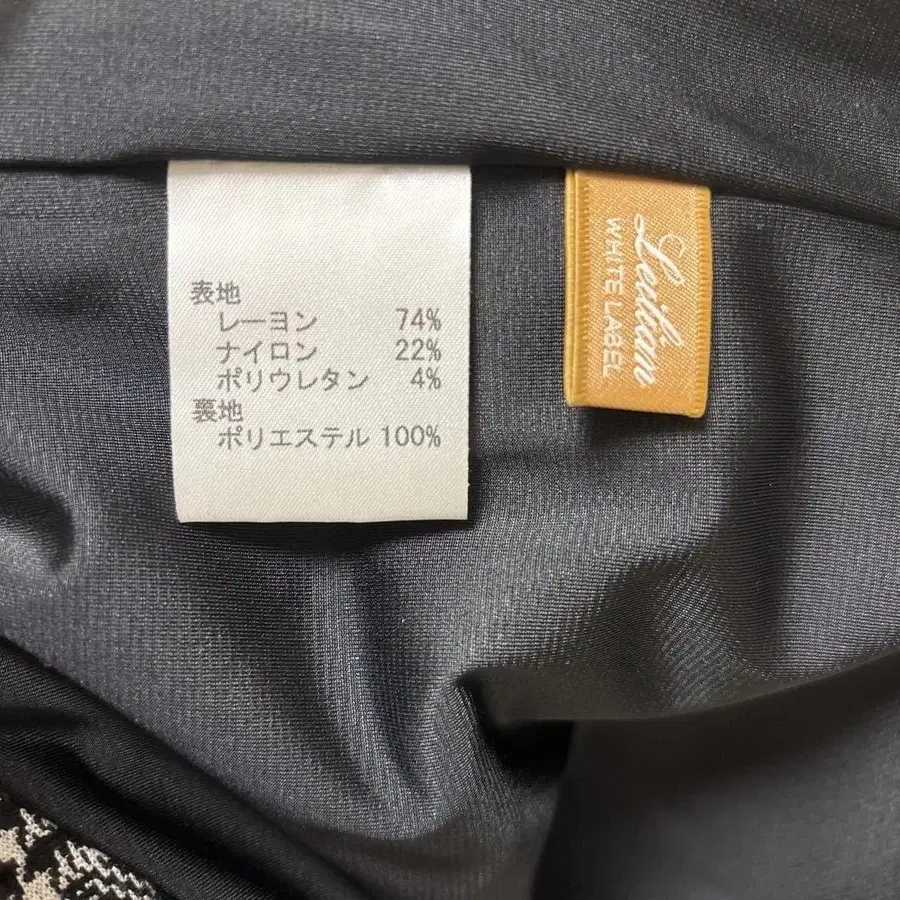 表地
レーヨン 74%
ナイロン 22%
ポリウレタン 4%
裏地
ポリエステル 100%
Leilian
WHITE LABEL